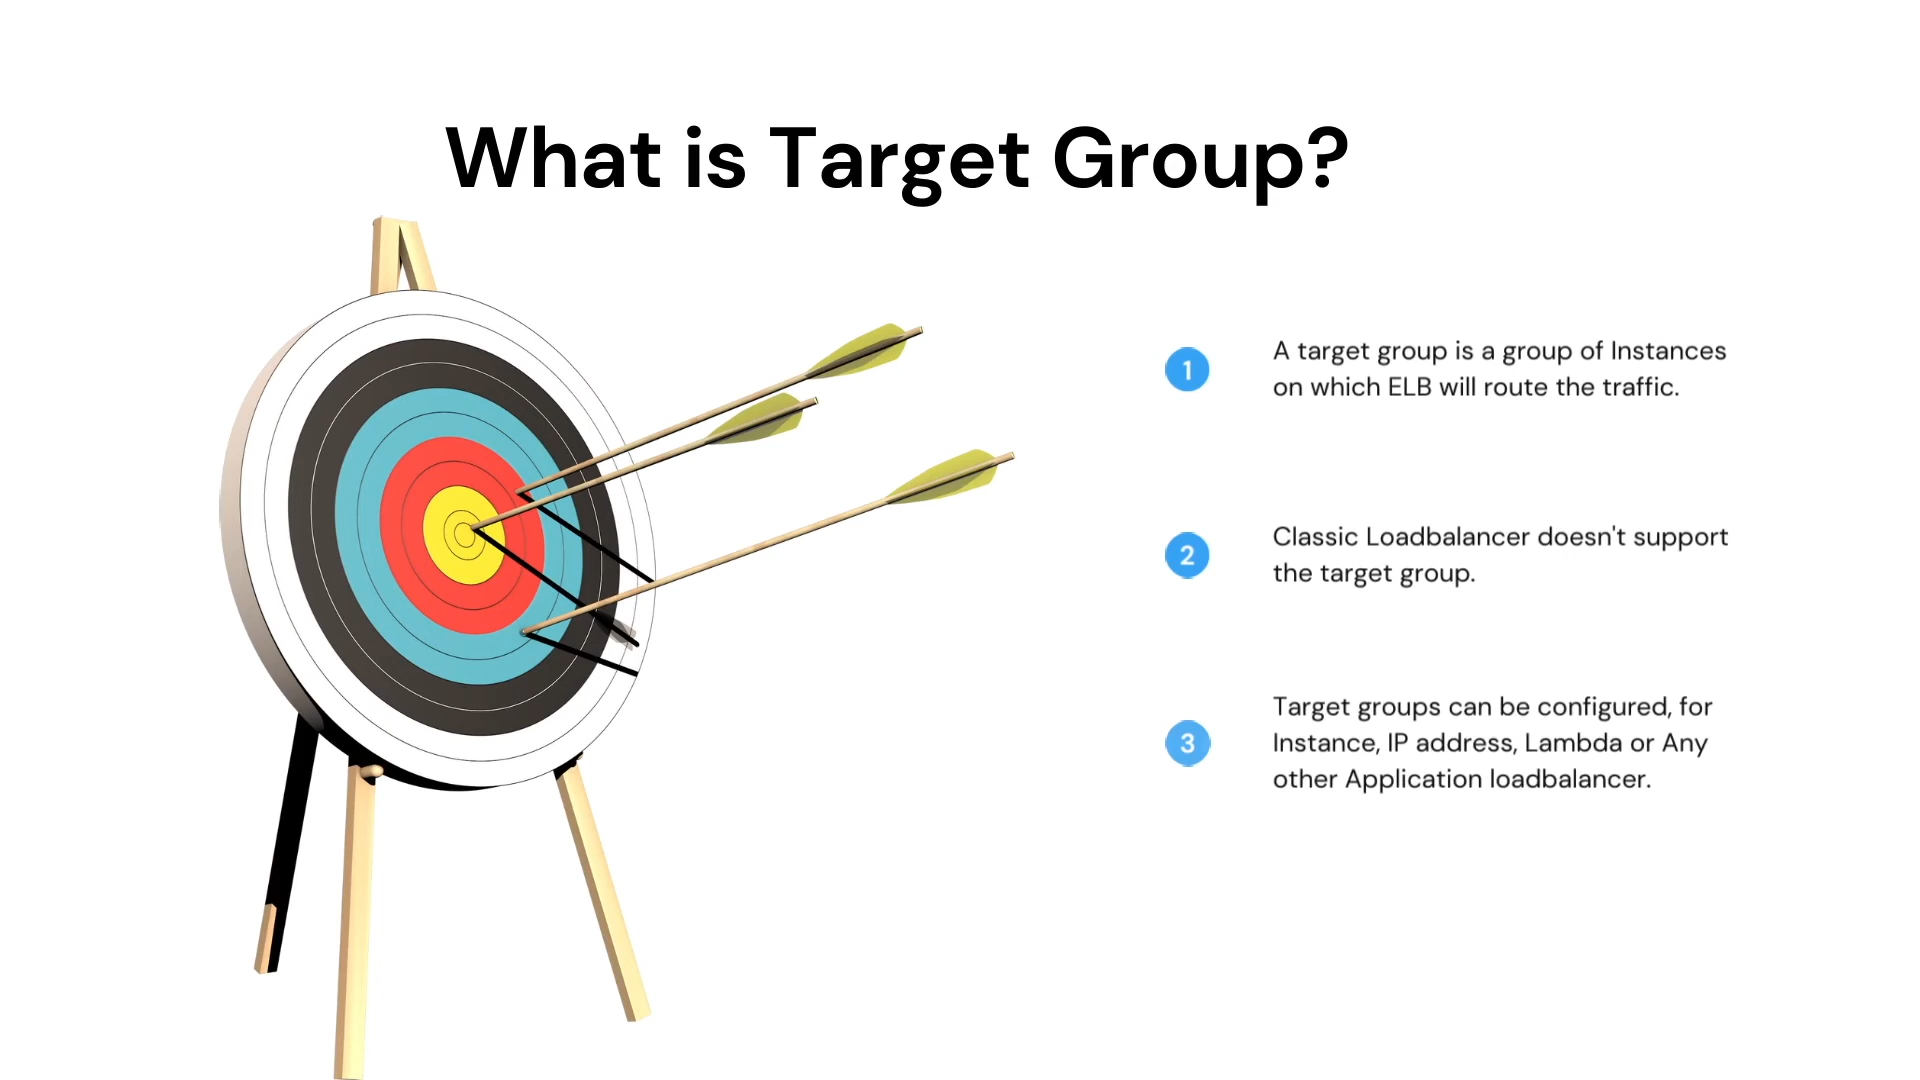 What is Target Group?
1
A target group is a group of Instances
on which ELB will route the traffic.
2
Classic Loadbalancer doesn't support
the target group.
3
Target groups can be configured, for
Instance, IP address, Lambda or Any
other Application loadbalancer.